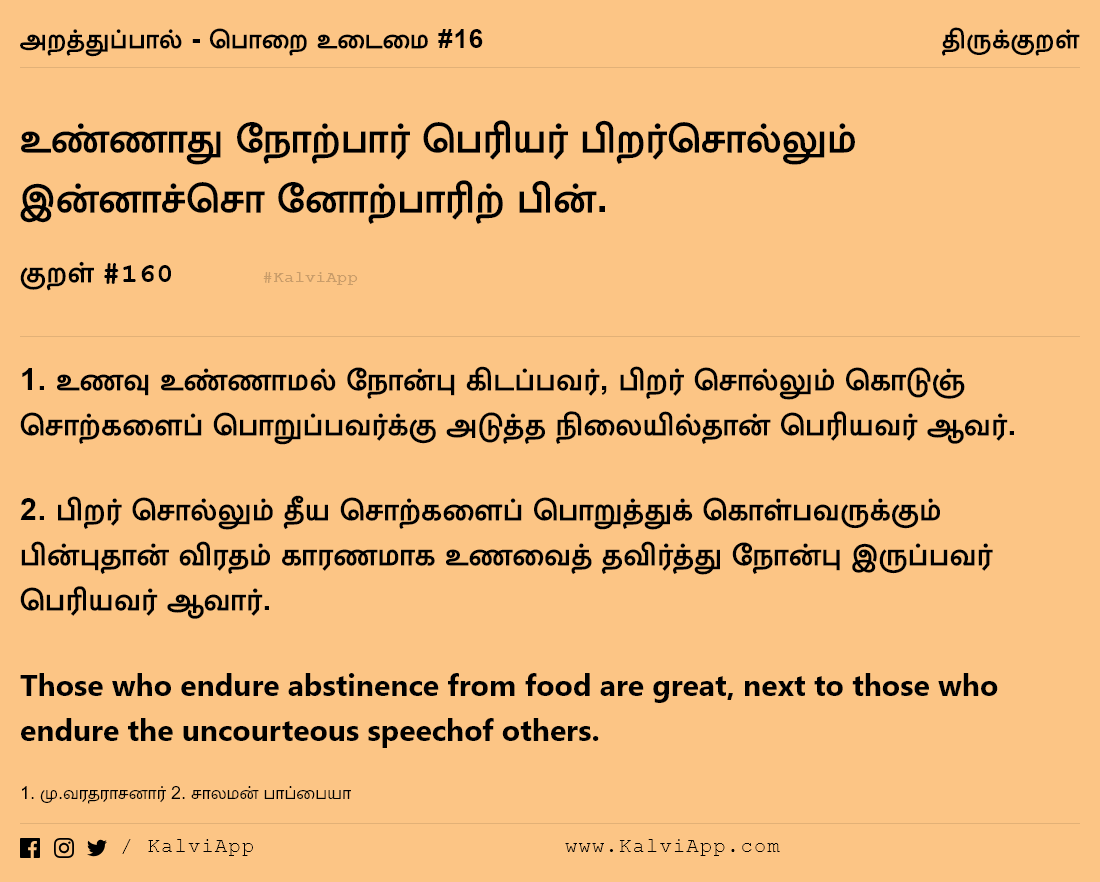 அறத்துப்பால் - பொறை உடைமை #16
திருக்குறள்
உண்ணாது நோற்பார் பெரியர் பிறர்சொல்லும்
இன்னாச்சொ னோற்பாரிற் பின்.
குறள் #160
#KalviApp
1. உணவு உண்ணாமல் நோன்பு கிடப்பவர், பிறர் சொல்லும் கொடுஞ்
சொற்களைப் பொறுப்பவர்க்கு அடுத்த நிலையில்தான் பெரியவர் ஆவர்.
2. பிறர் சொல்லும் தீய சொற்களைப் பொறுத்துக் கொள்பவருக்கும்
பின்புதான் விரதம் காரணமாக உணவைத் தவிர்த்து நோன்பு இருப்பவர்
பெரியவர் ஆவார்.
Those who endure abstinence from food are great, next to those who
endure the uncourteous speechof others.
1. மு.வரதராசனார் 2. சாலமன் பாப்பையா
/ KalviApp
www.KalviApp.com